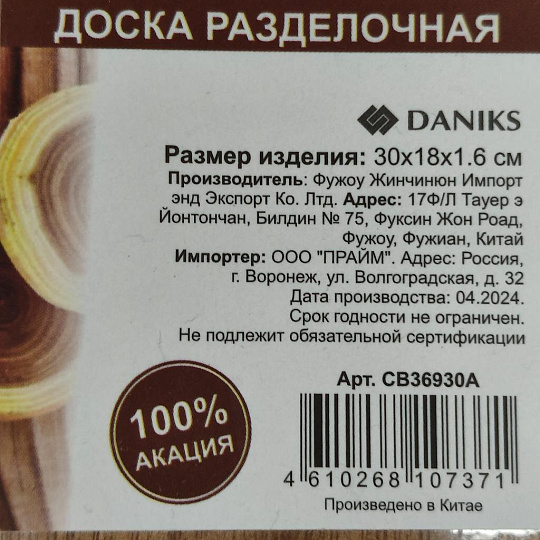 ДОСКА РАЗДЕЛОЧНАЯ
DANIKS
Размер изделия: 30х18х1.6 см
Производитель: Фужоу Жинчинюн Импорт
энд Экспорт Ко. Лтд. Адрес: 17Ф/Л Тауер э
Йонтончан, Билдин № 75, Фуксин Жон Роад,
Фужоу, Фужиан, Китай
Импортер: ООО "ПРАЙМ". Адрес: Россия,
г. Воронеж, ул. Волгоградская, д. 32
Дата производства: 04.2024.
Срок годности не ограничен.
Не подлежит обязательной сертификации
100%
АКАЦИЯ
Арт. СВ36930А
4 610268 107371
Произведено в Китае